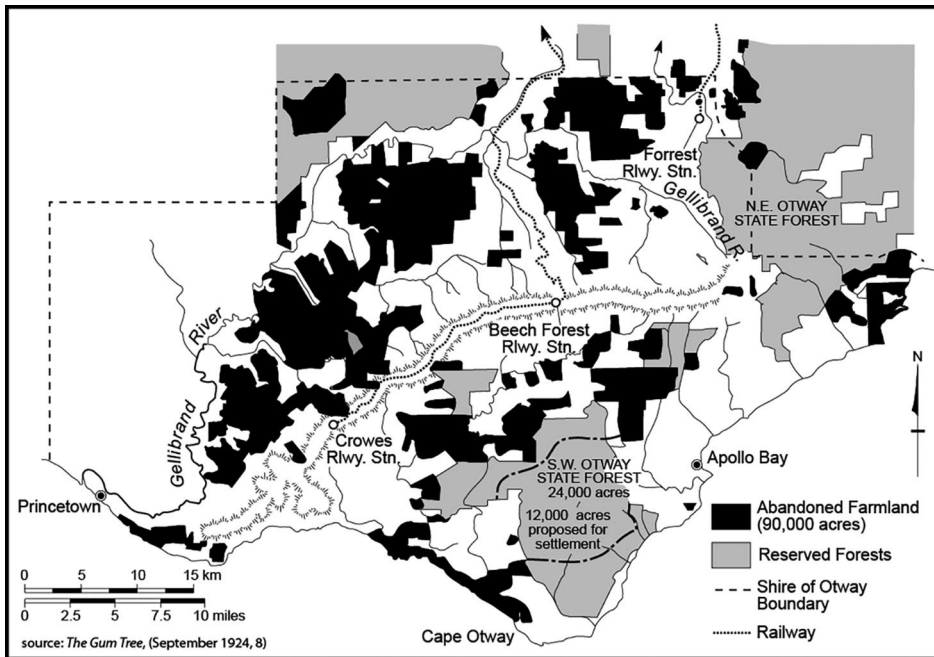 Forrest
Rlwy. Stn.
Gellibrand R.
N.E. OTWAY
STATE FOREST
River
Gellibrand
Beech Forest
Rlwy. Stn.
N
Crowes
Rlwy. Stn.
Apollo Bay
S.W. OTWAY
STATE FOREST
24,000 acres
12,000 acres
proposed for
settlement
Princetown
Abandoned Farmland
(90,000 acres)
Reserved Forests
Shire of Otway
Boundary
Railway
0 5 10 15 km
0 2.5 5 7.5 10 miles
Cape Otway
source: The Gum Tree, (September 1924, 8)